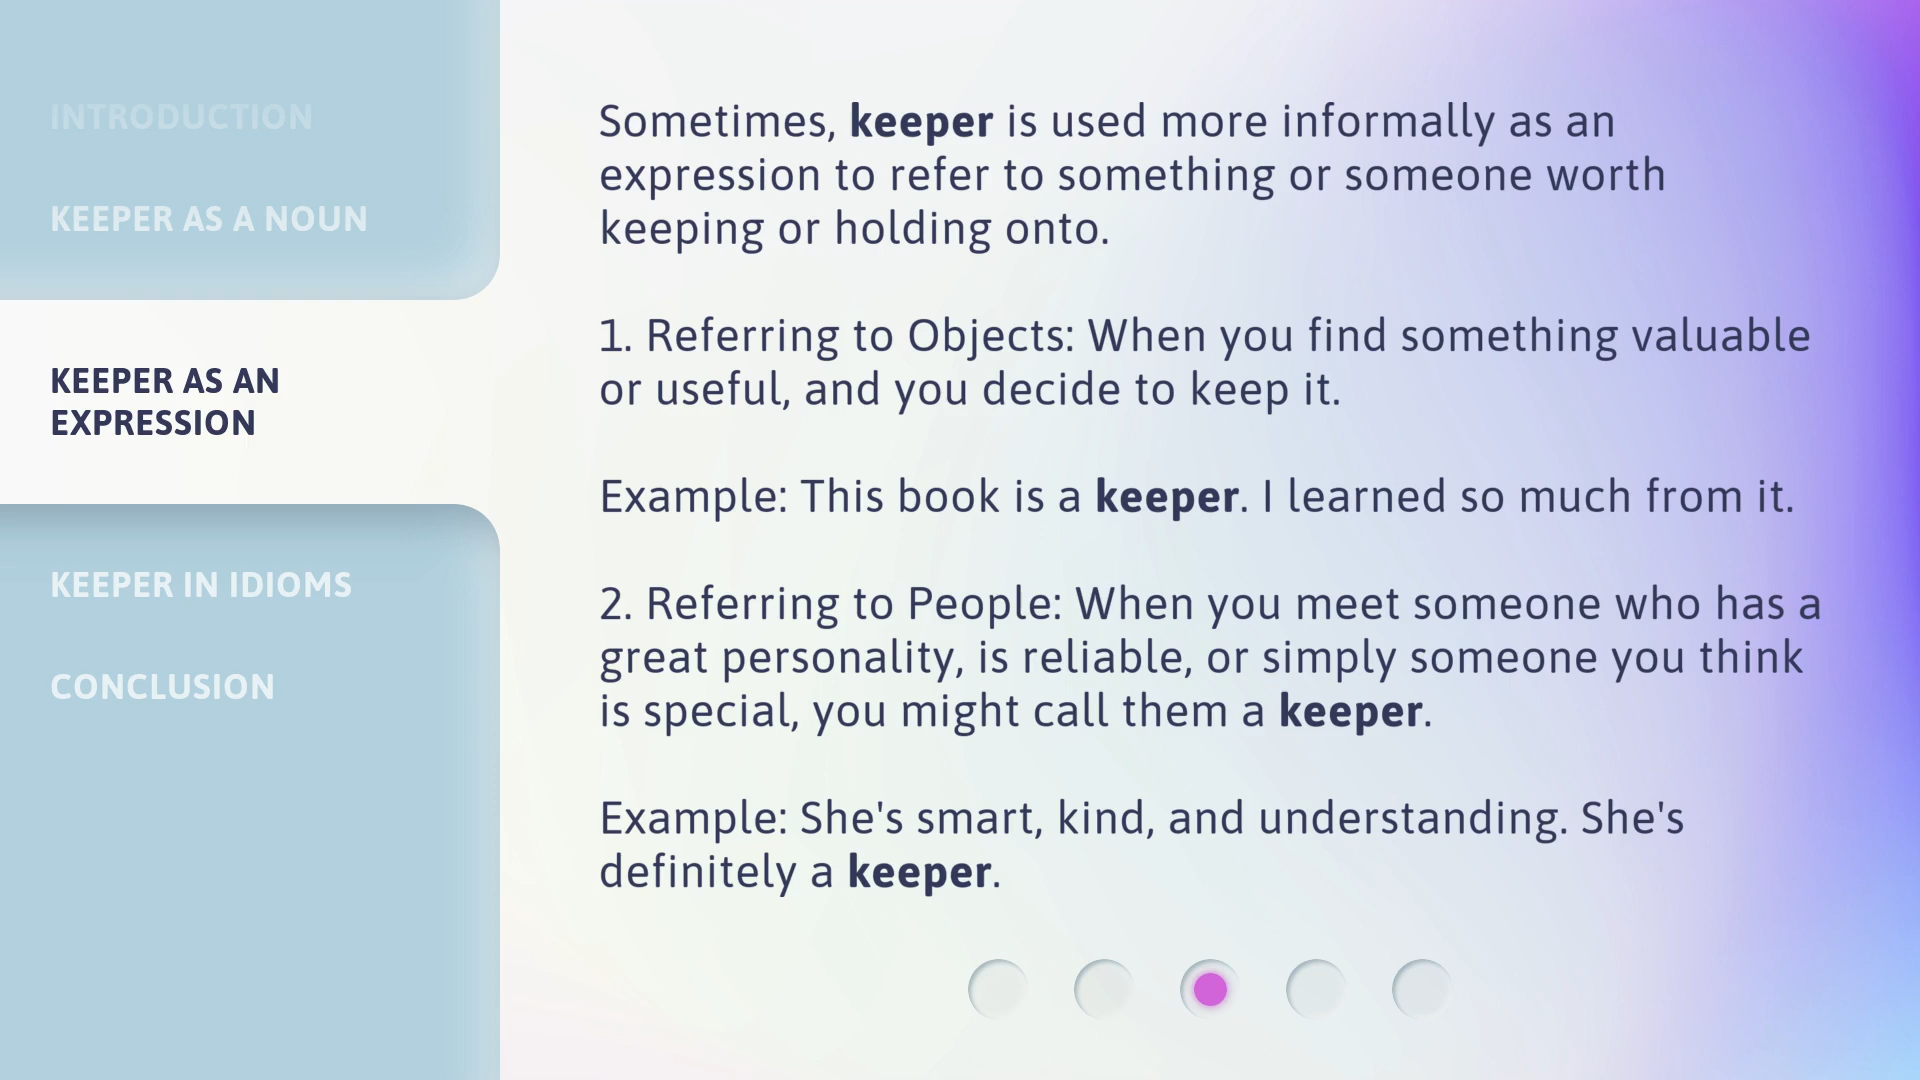 INTRODUCTION
KEEPER AS A NOUN
KEEPER AS AN
EXPRESSION
KEEPER IN IDIOMS
CONCLUSION
Sometimes, keeper is used more informally as an
expression to refer to something or someone worth
keeping or holding onto.
1. Referring to Objects: When you find something valuable
or useful, and you decide to keep it.
Example: This book is a keeper. I learned so much from it.
2. Referring to People: When you meet someone who has a
great personality, is reliable, or simply someone you think
is special, you might call them a keeper.
Example: She's smart, kind, and understanding. She's
definitely a keeper.